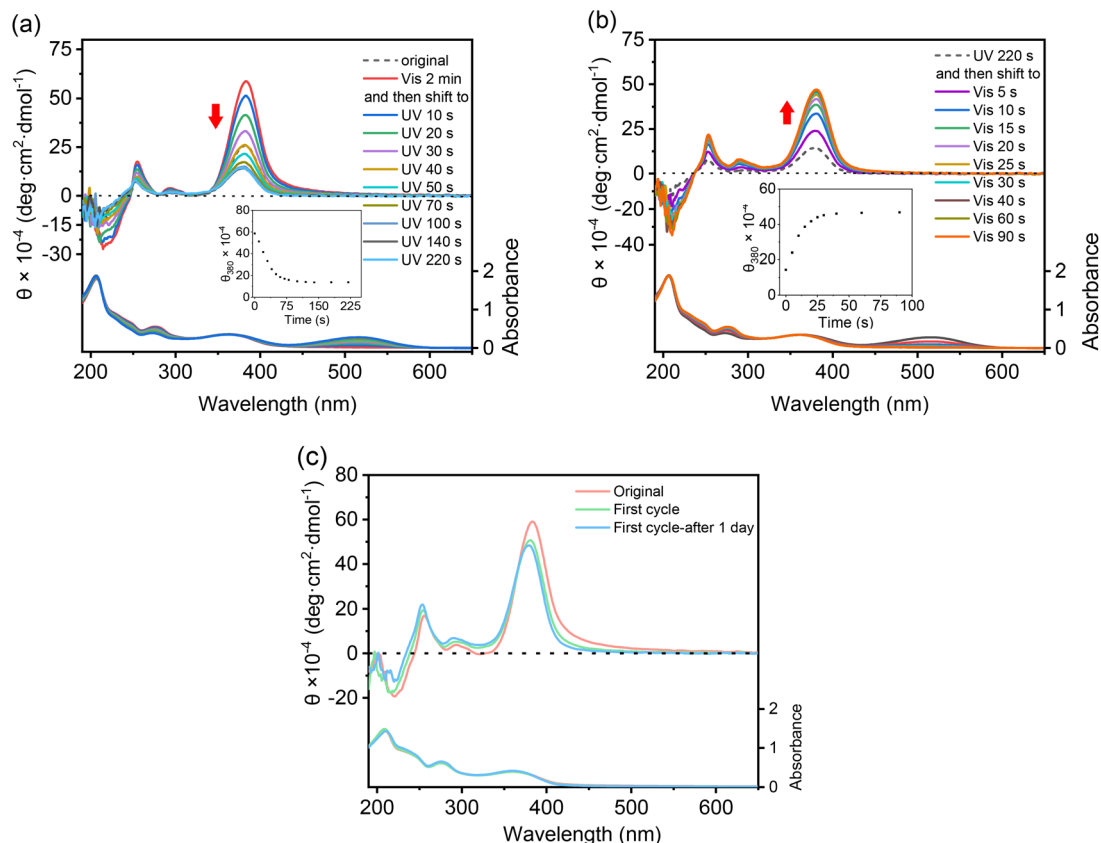 (a)
75
50
25
0
-15
-30
θ × 10⁻⁴ (deg·cm²·dmol⁻¹)
original
Vis 2 min
and then shift to
UV 10 s
UV 20 s
UV 30 s
UV 40 s
UV 50 s
UV 70 s
UV 100 s
UV 140 s
UV 220 s
80
60
40
20
0
θ₃₈₀ × 10⁻⁴
0 75 150 225
Time (s)
2
1
0
Absorbance
200 300 400 500 600
Wavelength (nm)
(b)
75
50
25
0
-20
-40
θ × 10⁻⁴ (deg·cm²·dmol⁻¹)
UV 220 s
and then shift to
Vis 5 s
Vis 10 s
Vis 15 s
Vis 20 s
Vis 25 s
Vis 30 s
Vis 40 s
Vis 60 s
Vis 90 s
60
40
20
0
θ₃₈₀ × 10⁻⁴
0 25 50 75 100
Time (s)
2
1
0
Absorbance
200 300 400 500 600
Wavelength (nm)
(c)
80
60
40
20
0
-20
θ ×10⁻⁴ (deg·cm²·dmol⁻¹)
Original
First cycle
First cycle-after 1 day
2
1
0
Absorbance
200 300 400 500 600
Wavelength (nm)